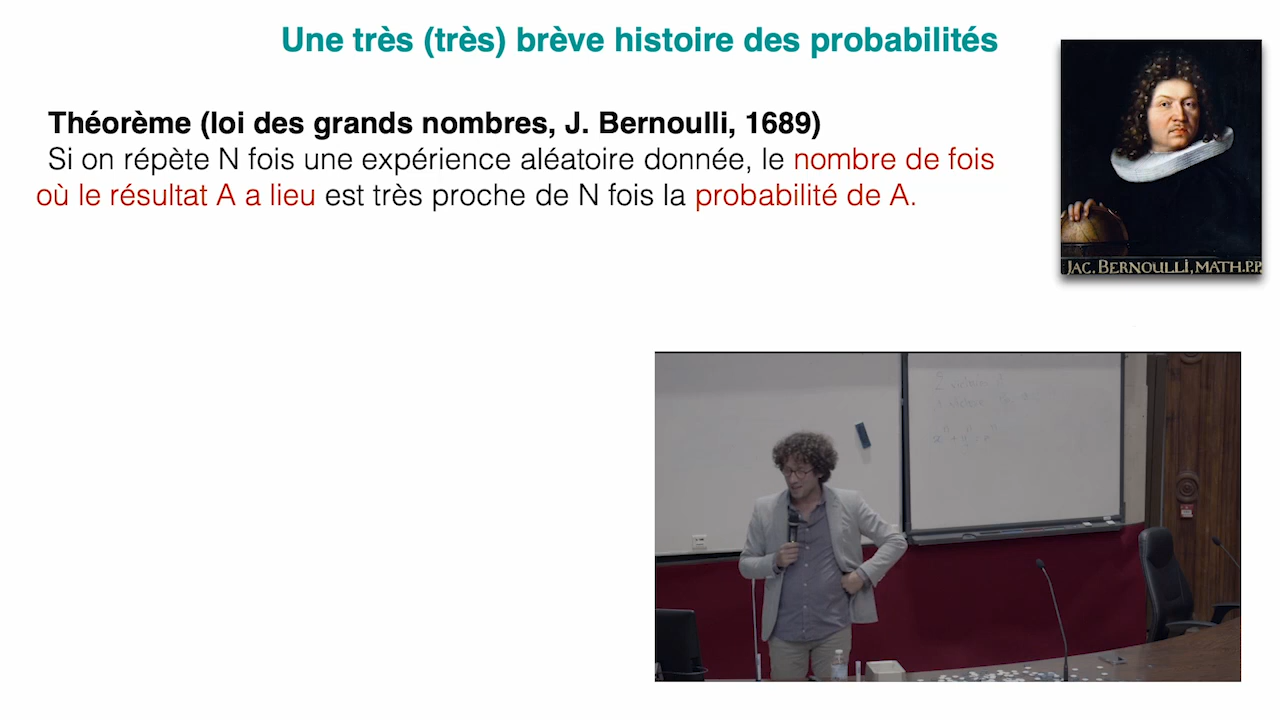 Une très (très) brève histoire des probabilités
Théorème (loi des grands nombres, J. Bernoulli, 1689)
Si on répète N fois une expérience aléatoire donnée, le nombre de fois
où le résultat A a lieu est très proche de N fois la probabilité de A.
JAC. BERNOULLI, MATH.P.P.